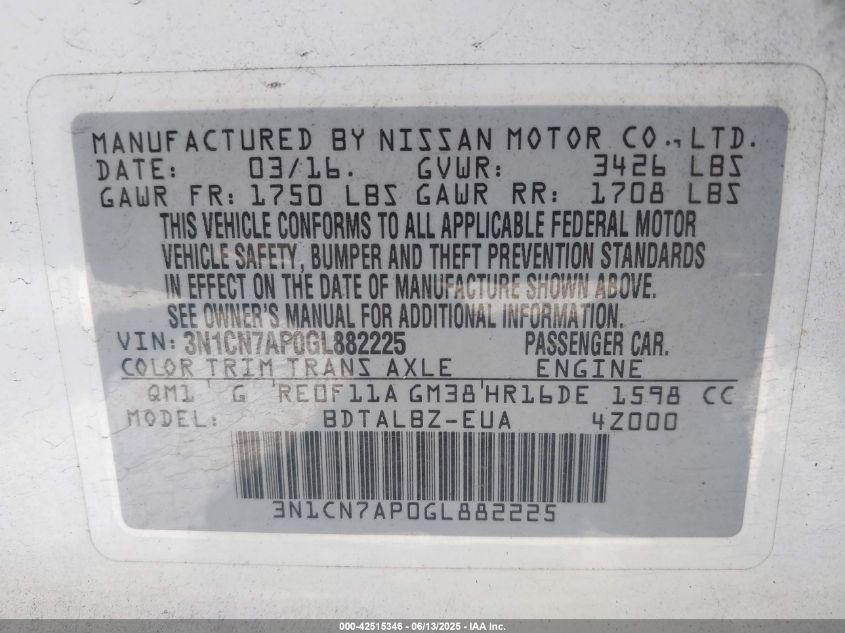 MANUFACTURED BY NISSAN MOTOR CO., LTD.
DATE: 03/16. GVWR: 3426 LBS
GAWR FR: 1750 LBS GAWR RR: 1708 LBS
THIS VEHICLE CONFORMS TO ALL APPLICABLE FEDERAL MOTOR
VEHICLE SAFETY, BUMPER AND THEFT PREVENTION STANDARDS
IN EFFECT ON THE DATE OF MANUFACTURE SHOWN ABOVE.
SEE OWNER'S MANUAL FOR ADDITIONAL INFORMATION.
VIN: 3N1CN7AP0GL882225 PASSENGER CAR.
COLOR TRIM TRANS AXLE ENGINE
QM1 G RE0F11A GM38 HR16DE 1598 CC
MODEL: BDTALBZ-EUA 4Z000
3N1CN7AP0GL882225
000-42515346 - 06/13/2025 - IAA Inc.